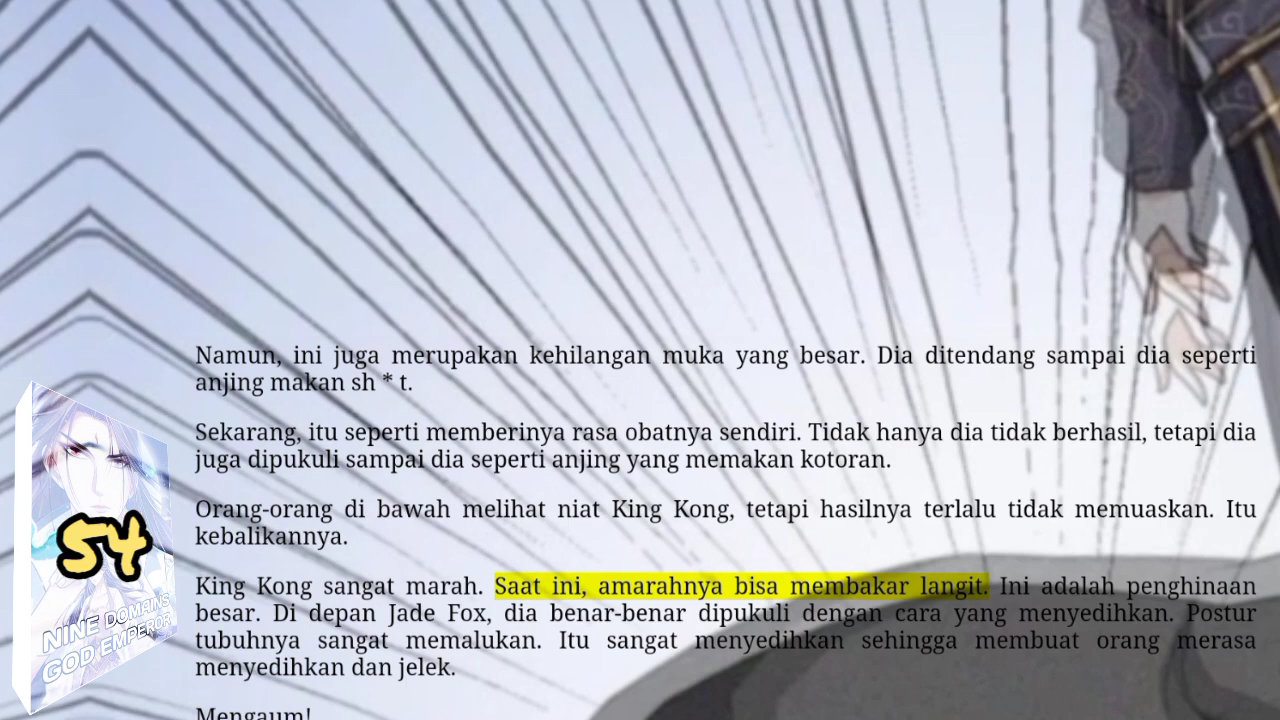 Namun, ini juga merupakan kehilangan muka yang besar. Dia ditendang sampai dia seperti
anjing makan sh * t.
Sekarang, itu seperti memberinya rasa obatnya sendiri. Tidak hanya dia tidak berhasil, tetapi dia
juga dipukuli sampai dia seperti anjing yang memakan kotoran.
Orang-orang di bawah melihat niat King Kong, tetapi hasilnya terlalu tidak memuaskan. Itu
kebalikannya.
King Kong sangat marah. Saat ini, amarahnya bisa membakar langit. Ini adalah penghinaan
besar. Di depan Jade Fox, dia benar-benar dipukuli dengan cara yang menyedihkan. Postur
tubuhnya sangat memalukan. Itu sangat menyedihkan sehingga membuat orang merasa
menyedihkan dan jelek.
Mengaum!
54
NINE DOMAINS
GOD EMPEROR